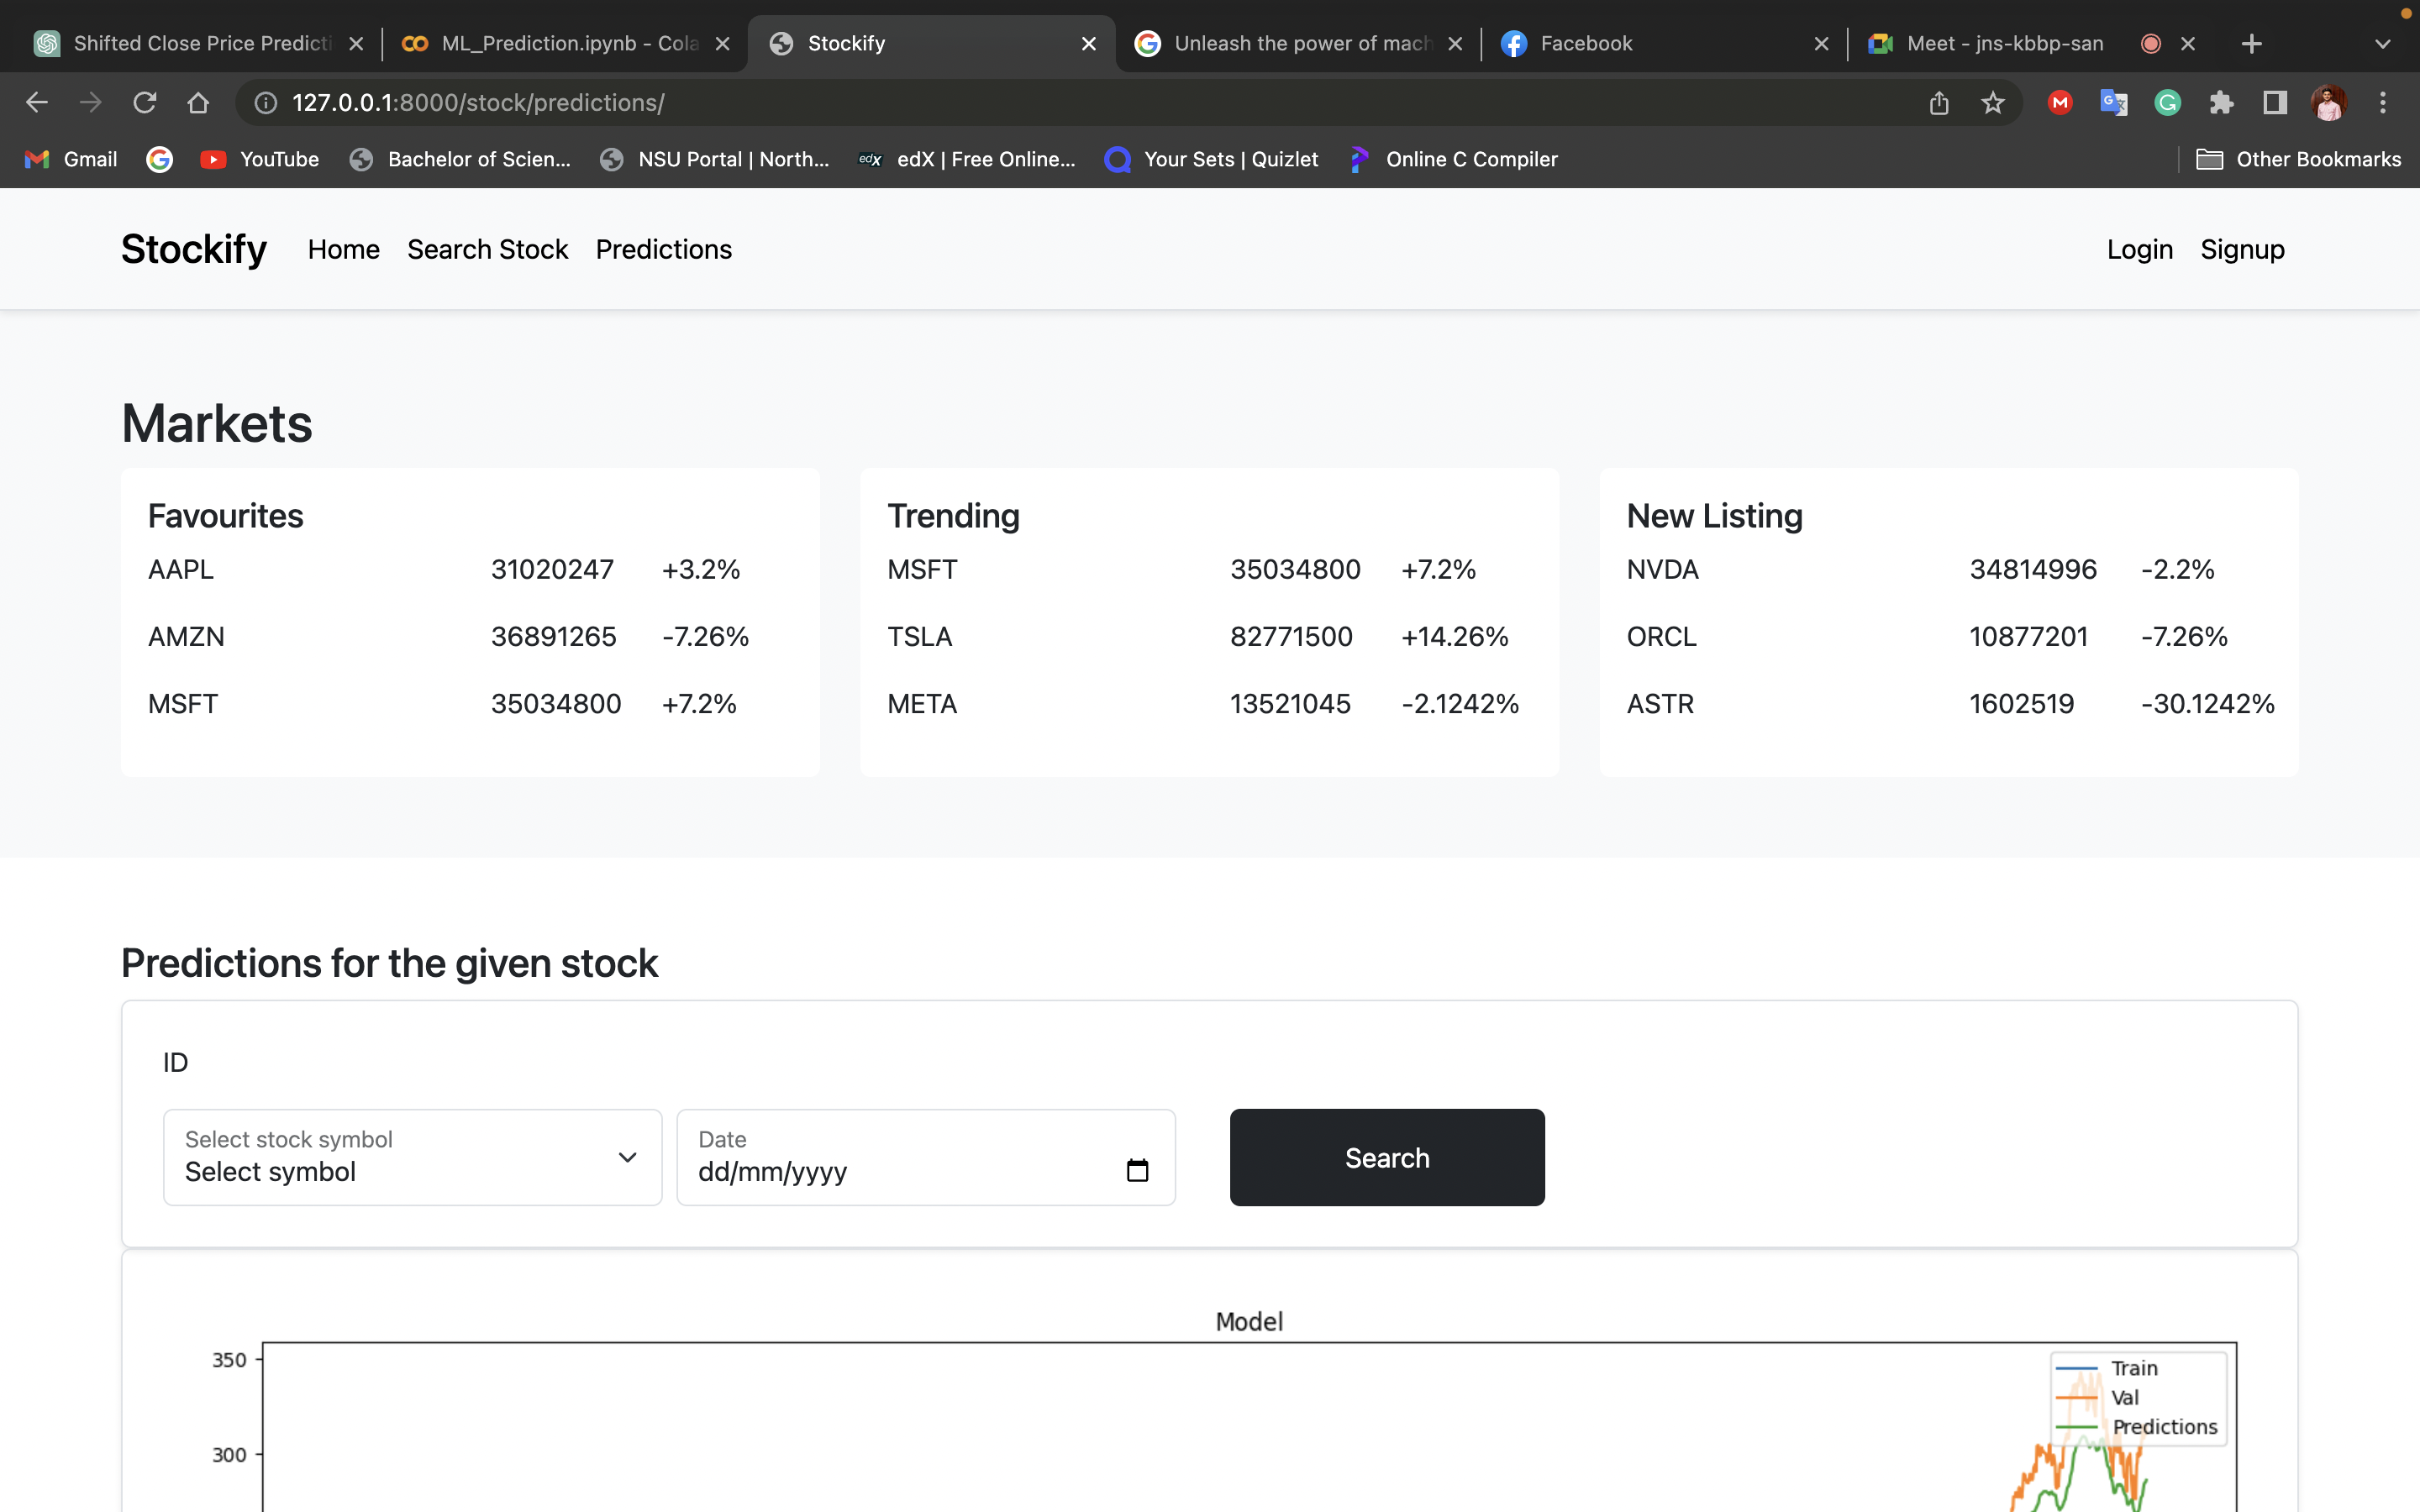 Shifted Close Price Predicti
ML_Prediction.ipynb - Cola
Stockify
Unleash the power of mach
Facebook
Meet - jns-kbbp-san
127.0.0.1:8000/stock/predictions/
Gmail
YouTube
Bachelor of Scien...
NSU Portal | North...
edX
edX | Free Online...
Your Sets | Quizlet
Online C Compiler
Other Bookmarks
Stockify
Home
Search Stock
Predictions
Login
Signup
Markets
Favourites
AAPL 31020247 +3.2%
AMZN 36891265 -7.26%
MSFT 35034800 +7.2%
Trending
MSFT 35034800 +7.2%
TSLA 82771500 +14.26%
META 13521045 -2.1242%
New Listing
NVDA 34814996 -2.2%
ORCL 10877201 -7.26%
ASTR 1602519 -30.1242%
Predictions for the given stock
ID
Select stock symbol
Select symbol
Date
dd/mm/yyyy
Search
Model
350
300
Train
Val
Predictions